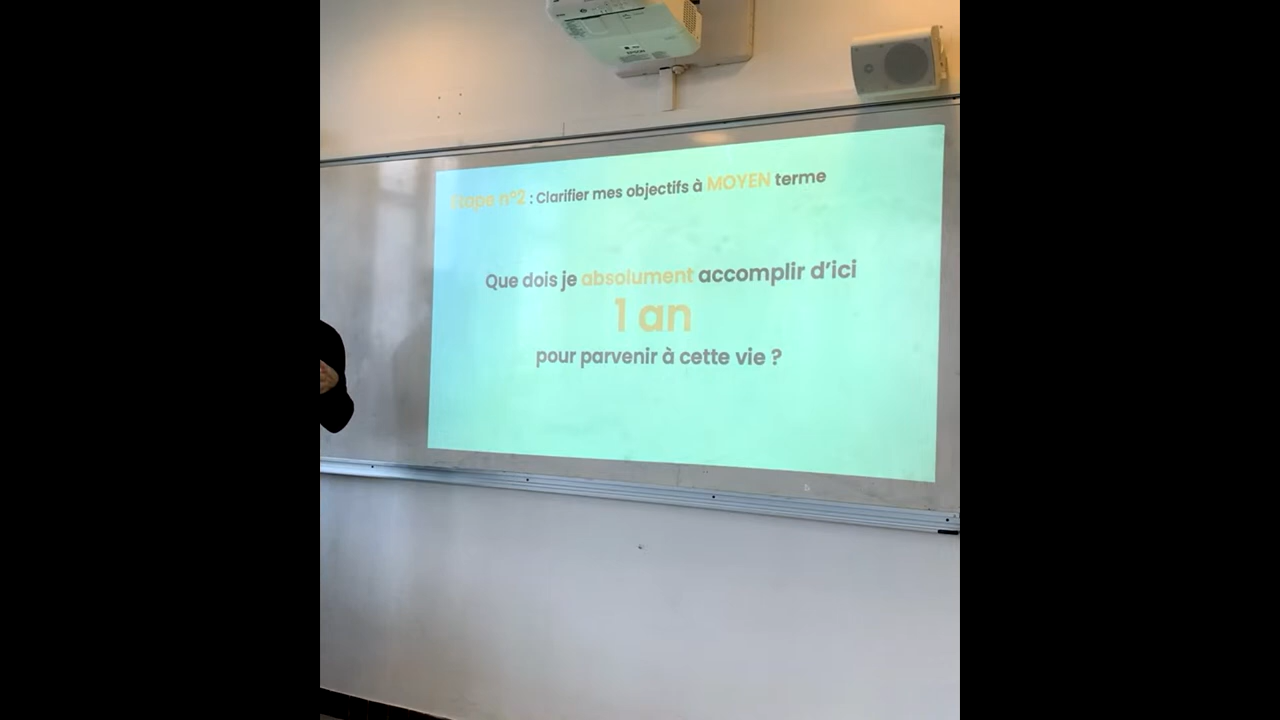 Etape n°2 : Clarifier mes objectifs à MOYEN terme
Que dois je absolument accomplir d'ici
1 an
pour parvenir à cette vie ?
EPSON